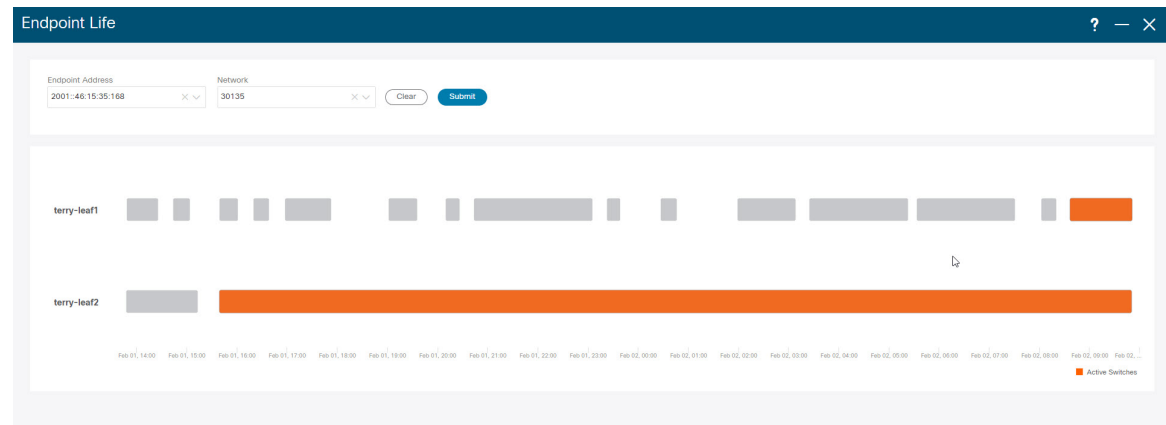 Endpoint Life ? — ×
Endpoint Address Network
2001::46:15:35:168 30135 Clear Submit
terry-leaf1
terry-leaf2
Feb 01, 14:00 Feb 01, 15:00 Feb 01, 16:00 Feb 01, 17:00 Feb 01, 18:00 Feb 01, 19:00 Feb 01, 20:00 Feb 01, 21:00 Feb 01, 22:00 Feb 01, 23:00 Feb 02, 00:00 Feb 02, 01:00 Feb 02, 02:00 Feb 02, 03:00 Feb 02, 04:00 Feb 02, 05:00 Feb 02, 06:00 Feb 02, 07:00 Feb 02, 08:00 Feb 02, 09:00 Feb 02,...
Active Switches